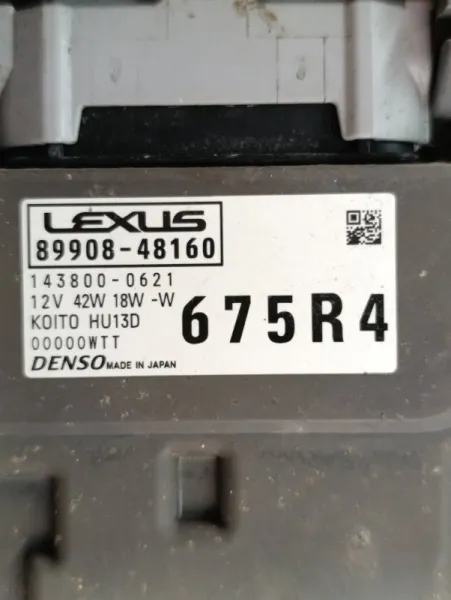 LEXUS
89908-48160
143800-0621
12V 42W 18W -W
KOITO HU13D
00000WTT
675R4
DENSO MADE IN JAPAN